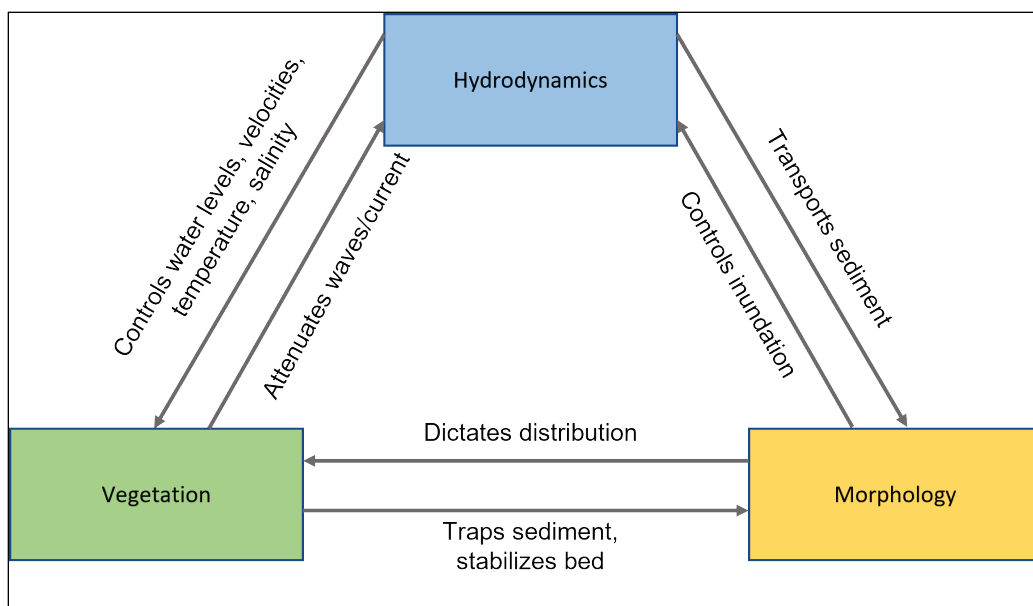 Hydrodynamics
Controls water levels, velocities,
temperature, salinity
Attenuates waves/current
Transports sediment
Controls inundation
Dictates distribution
Vegetation
Morphology
Traps sediment,
stabilizes bed